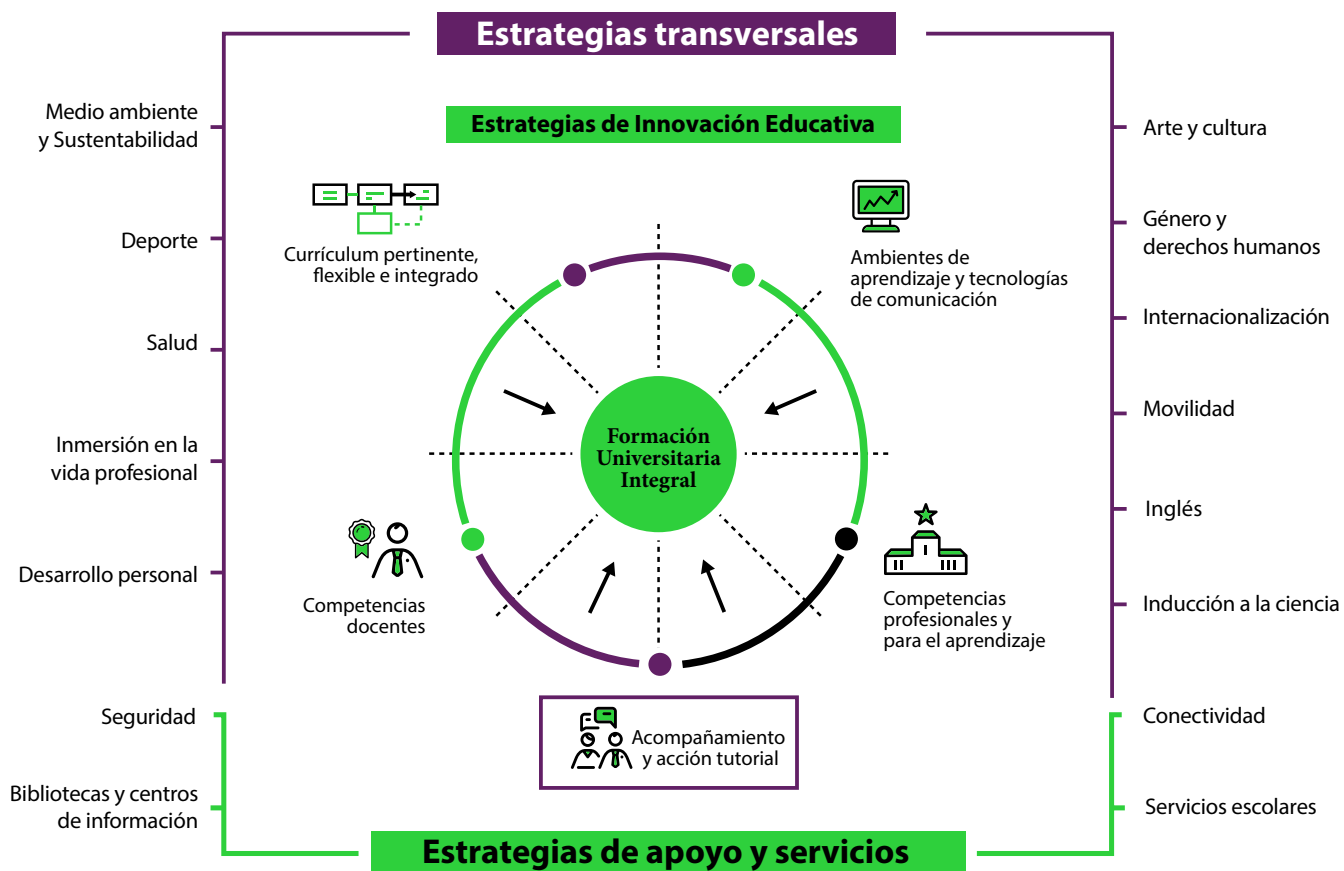 Estrategias transversales
Estrategias de Innovación Educativa
Medio ambiente
y Sustentabilidad
Deporte
Salud
Inmersión en la
vida profesional
Desarrollo personal
Seguridad
Bibliotecas y centros
de información
Currículum pertinente,
flexible e integrado
Ambientes de
aprendizaje y tecnologías
de comunicación
Formación
Universitaria
Integral
Competencias
docentes
Competencias
profesionales y
para el aprendizaje
Acompañamiento
y acción tutorial
Arte y cultura
Género y
derechos humanos
Internacionalización
Movilidad
Inglés
Inducción a la ciencia
Conectividad
Servicios escolares
Estrategias de apoyo y servicios